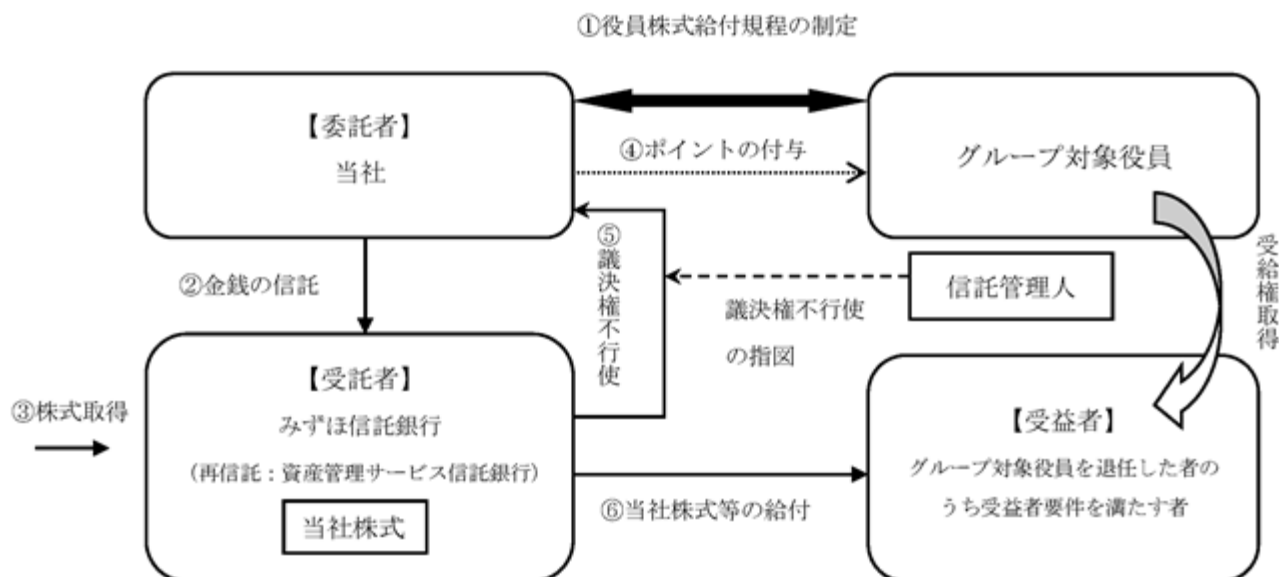 ①役員株式給付規程の制定
【委託者】
当社
④ポイントの付与
グループ対象役員
②金銭の信託
⑤議決権不行使
議決権不行使
の指図
信託管理人
受給権取得
③株式取得
【受託者】
みずほ信託銀行
(再信託:資産管理サービス信託銀行)
当社株式
⑥当社株式等の給付
【受益者】
グループ対象役員を退任した者の
うち受益者要件を満たす者